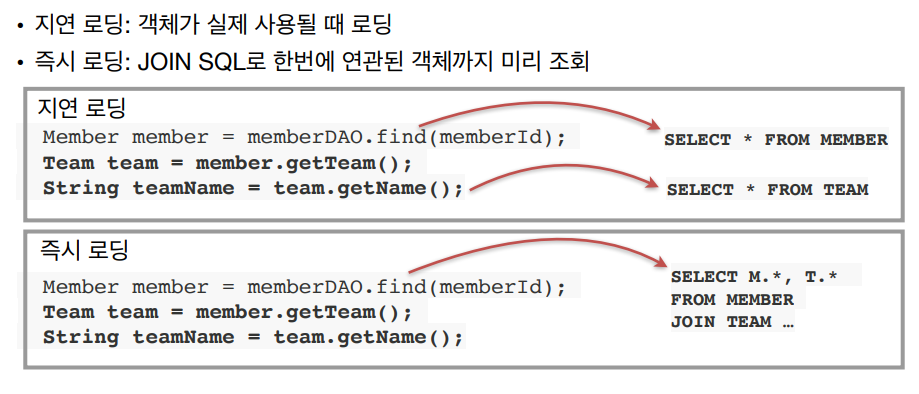 • 지연 로딩: 객체가 실제 사용될 때 로딩
• 즉시 로딩: JOIN SQL로 한번에 연관된 객체까지 미리 조회
지연 로딩
Member member = memberDAO.find(memberId);
Team team = member.getTeam();
String teamName = team.getName();
SELECT * FROM MEMBER
SELECT * FROM TEAM
즉시 로딩
Member member = memberDAO.find(memberId);
Team team = member.getTeam();
String teamName = team.getName();
SELECT M.*, T.*
FROM MEMBER
JOIN TEAM …